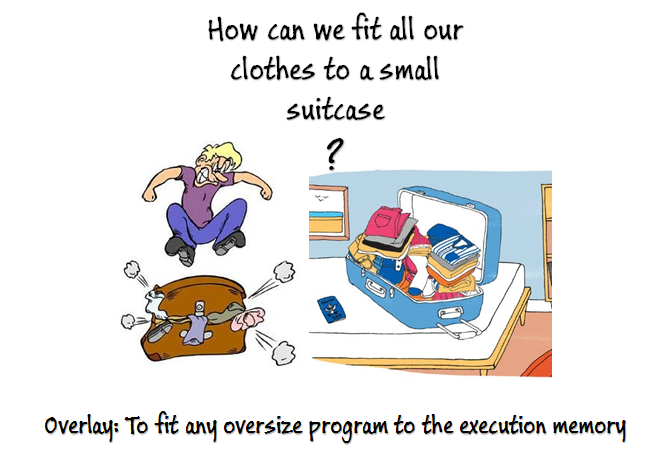 How can we fit all our
clothes to a small
suitcase
?
Overlay: To fit any oversize program to the execution memory